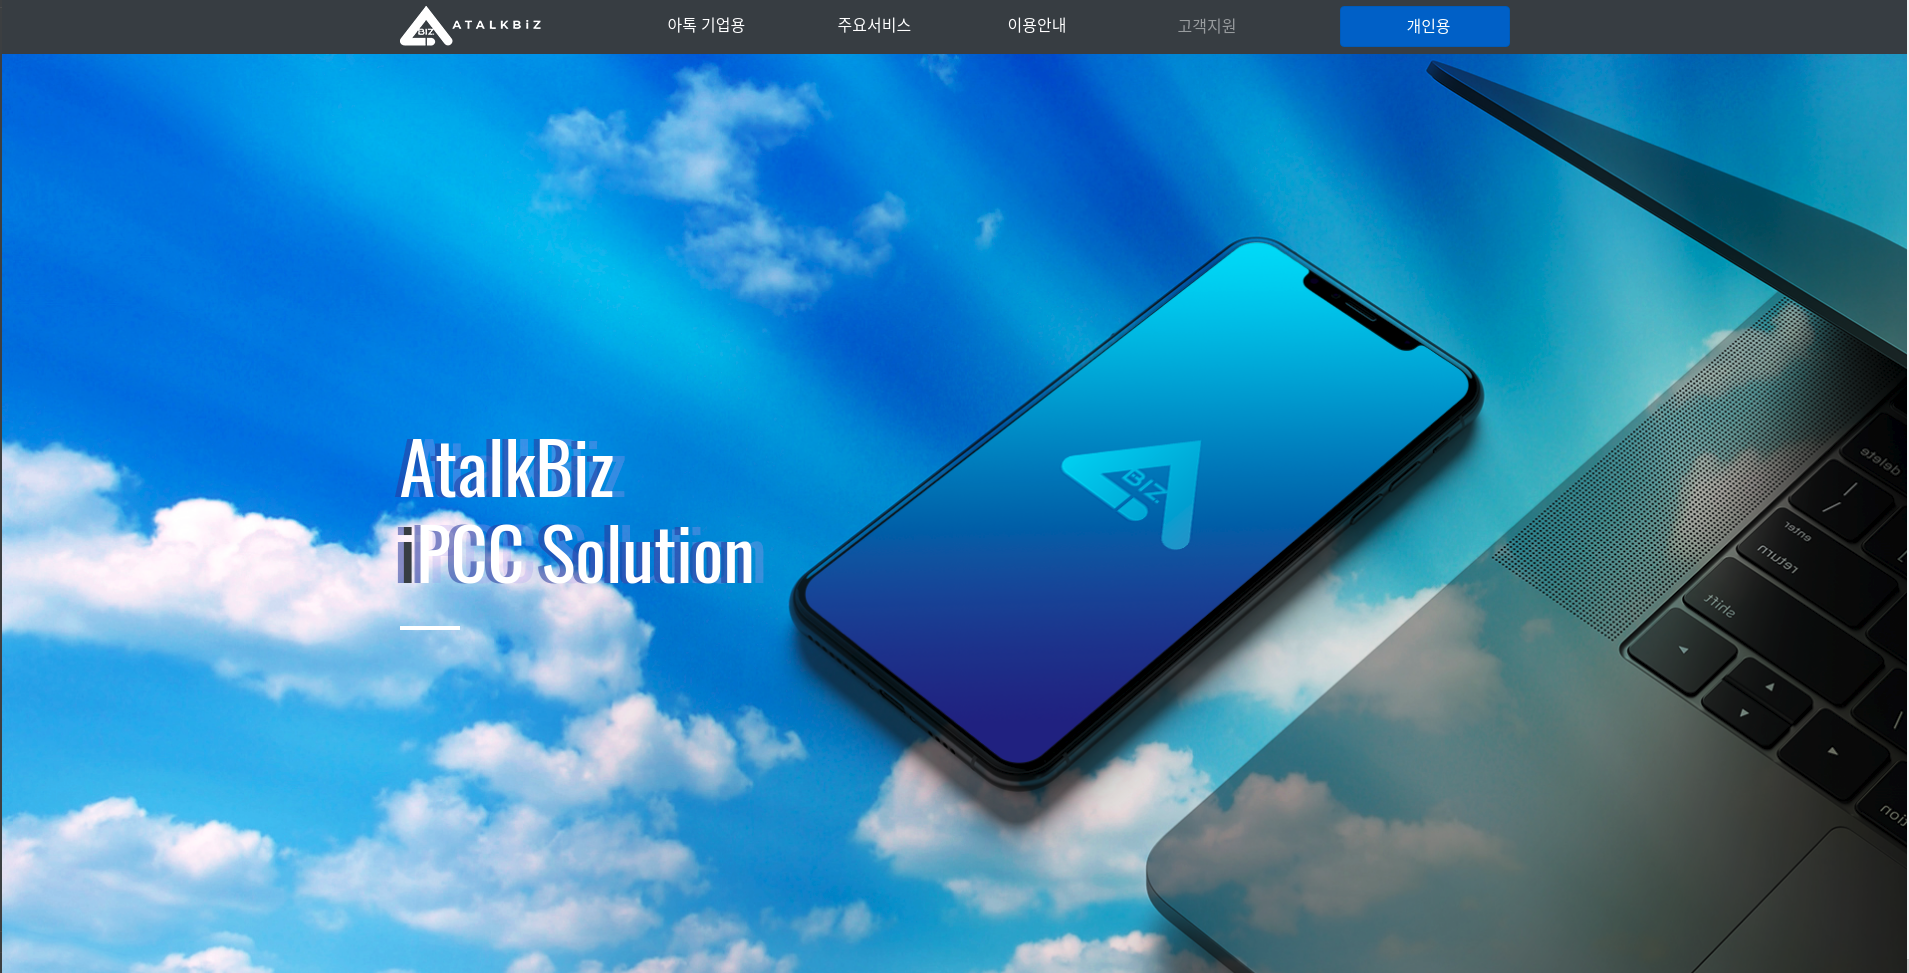 ATALKBiZ
BIZ
아톡 기업용
주요서비스
이용안내
고객지원
개인용
AtalkBiz
iPCC Solution
BIZ
delete
enter
return
shift